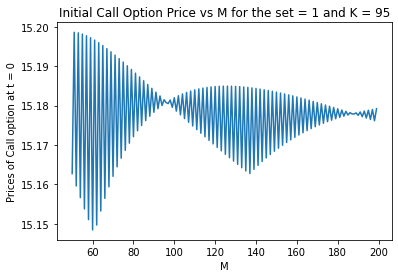 Initial Call Option Price vs M for the set = 1 and K = 95
Prices of Call option at t = 0
15.20
15.19
15.18
15.17
15.16
15.15
60 80 100 120 140 160 180 200
M